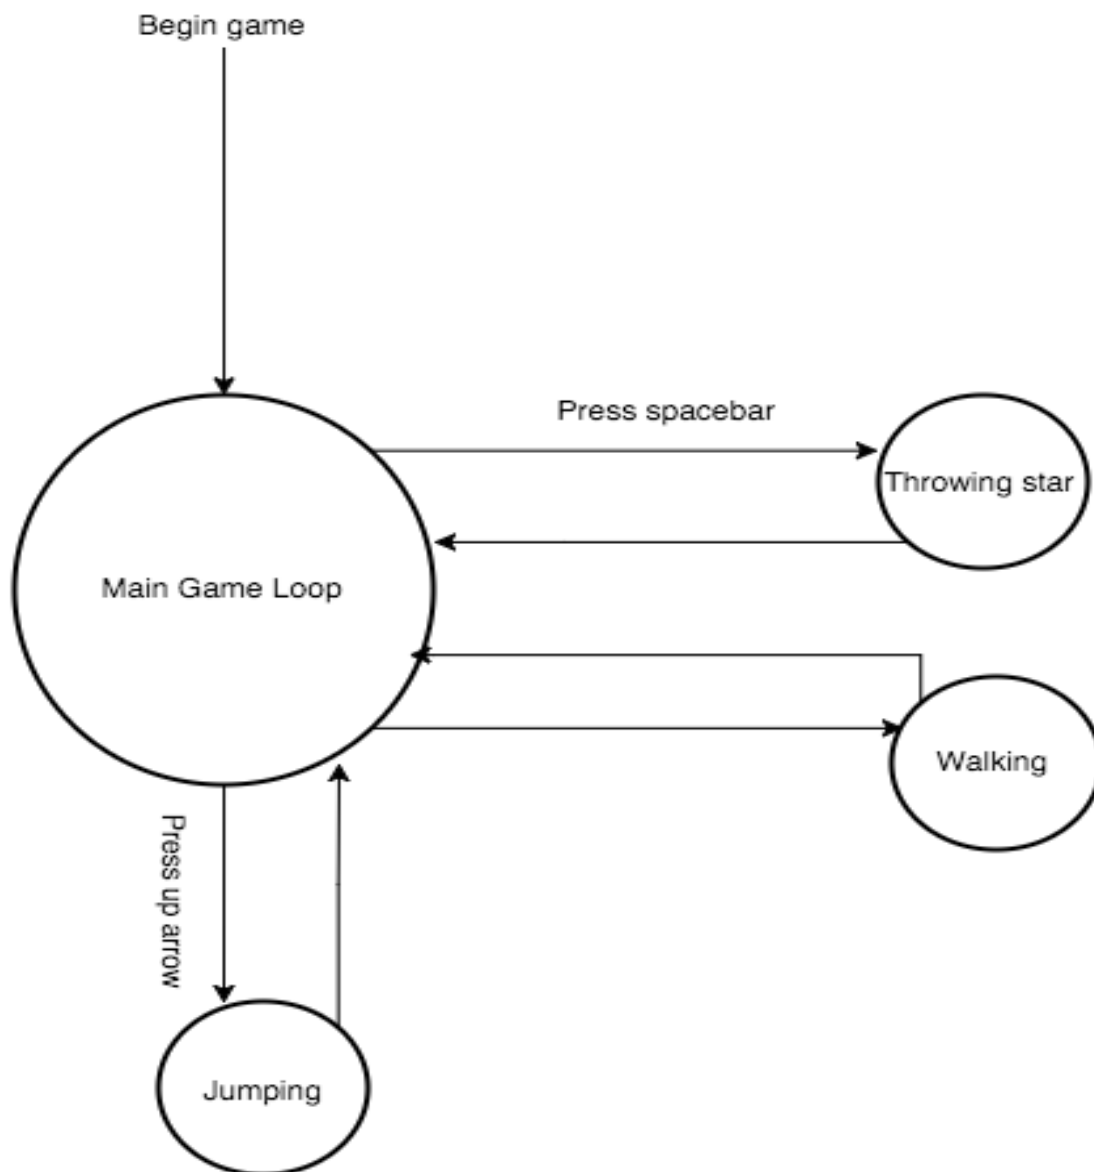 Begin game
Press spacebar
Throwing star
Main Game Loop
Walking
Press up arrow
Jumping